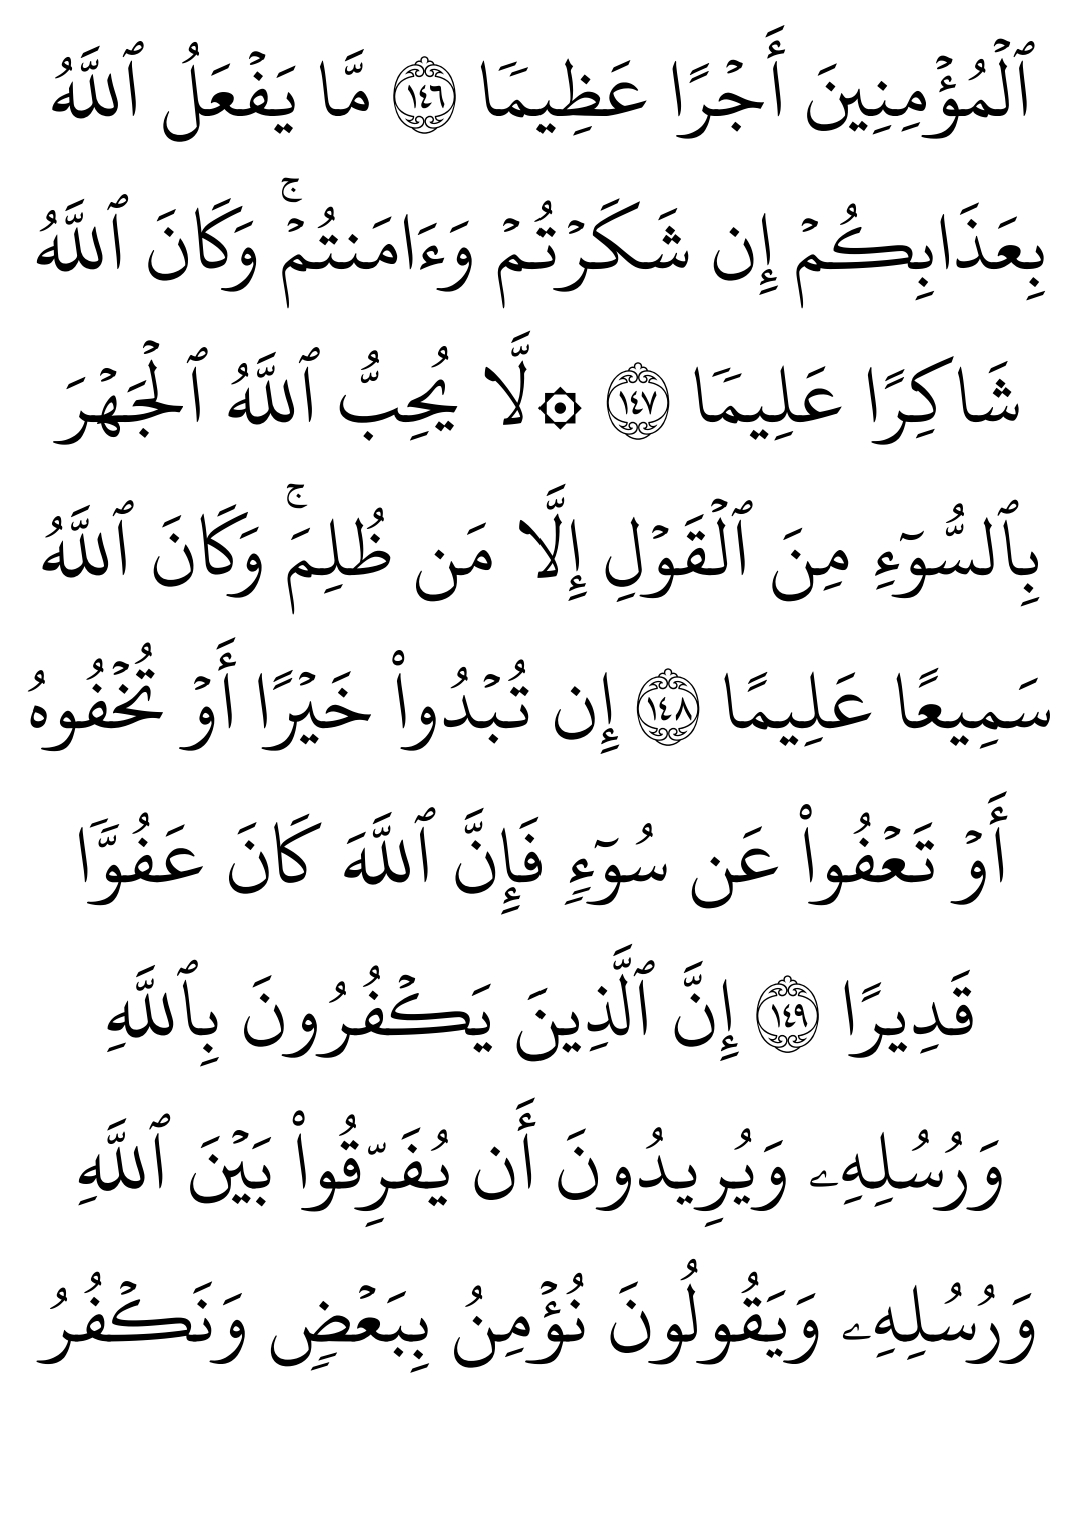 ٱلۡمُؤۡمِنِينَ أَجۡرًا عَظِيمٗا ١٤٦ مَّا يَفۡعَلُ ٱللَّهُ
بِعَذَابِكُمۡ إِن شَكَرۡتُمۡ وَءَامَنتُمۡۚ وَكَانَ ٱللَّهُ
شَاكِرًا عَلِيمٗا ١٤٧ ۞لَّا يُحِبُّ ٱللَّهُ ٱلۡجَهۡرَ
بِٱلسُّوٓءِ مِنَ ٱلۡقَوۡلِ إِلَّا مَن ظُلِمَۚ وَكَانَ ٱللَّهُ
سَمِيعًا عَلِيمًا ١٤٨ إِن تُبۡدُواْ خَيۡرًا أَوۡ تُخۡفُوهُ
أَوۡ تَعۡفُواْ عَن سُوٓءٖ فَإِنَّ ٱللَّهَ كَانَ عَفُوّٗا
قَدِيرًا ١٤٩ إِنَّ ٱلَّذِينَ يَكۡفُرُونَ بِٱللَّهِ
وَرُسُلِهِۦ وَيُرِيدُونَ أَن يُفَرِّقُواْ بَيۡنَ ٱللَّهِ
وَرُسُلِهِۦ وَيَقُولُونَ نُؤۡمِنُ بِبَعۡضٖ وَنَكۡفُرُ